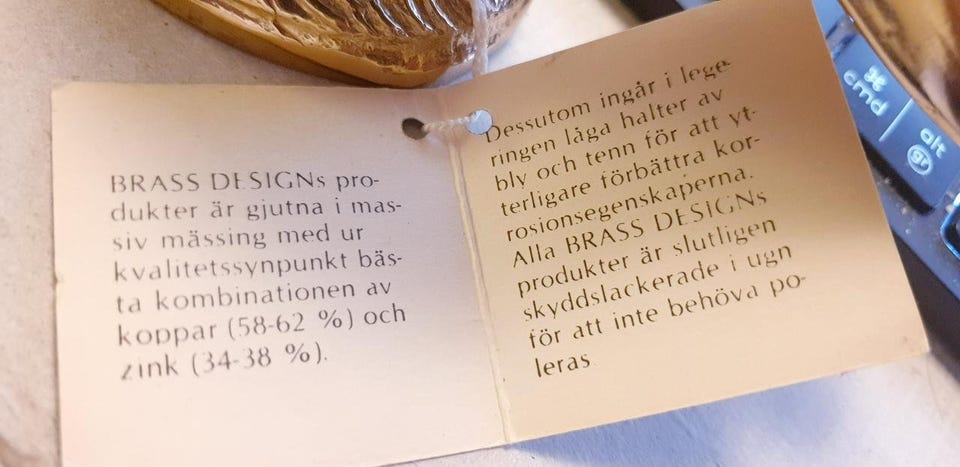 BRASS DESIGNs pro-
dukter är gjutna i mas-
siv mässing med ur
kvalitetssynpunkt bäs-
ta kombinationen av
koppar (58-62 %) och
zink (34-38 %).
Dessutom ingår i lege-
ringen låga halter av
bly och tenn för att yt-
terligare förbättra kor-
rosionsegenskaperna.
Alla BRASS DESIGNs
produkter är slutligen
skyddslackerade i ugn
för att inte behöva po-
leras
⌘
cmd
alt
gr